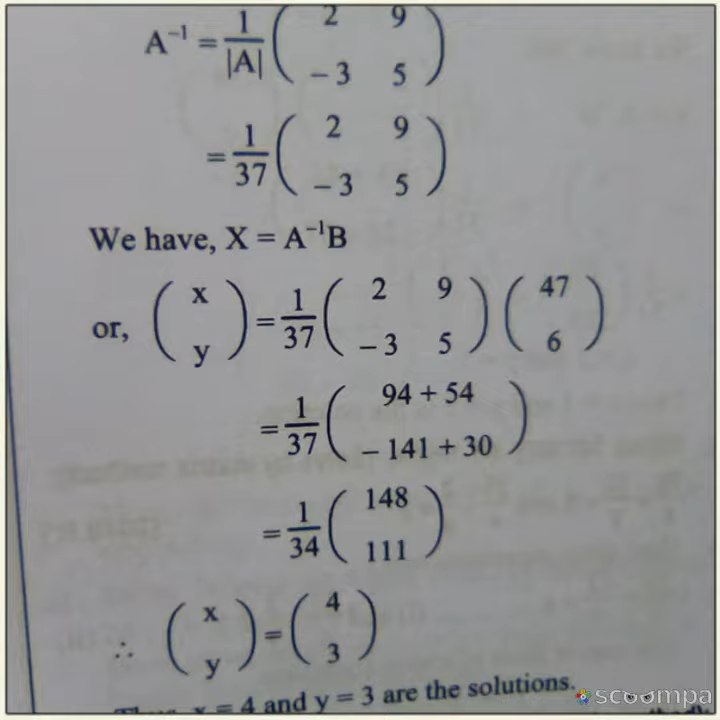 A⁻¹ = 1/|A| ( 2 9
− 3 5 )
= 1/37 ( 2 9
− 3 5 )
We have, X = A⁻¹B
or, ( x
y ) = 1/37 ( 2 9
− 3 5 ) ( 47
6 )
= 1/37 ( 94 + 54
− 141 + 30 )
= 1/34 ( 148
111 )
∴ ( x
y ) = ( 4
3 )
x = 4 and y = 3 are the solutions.
scoompa